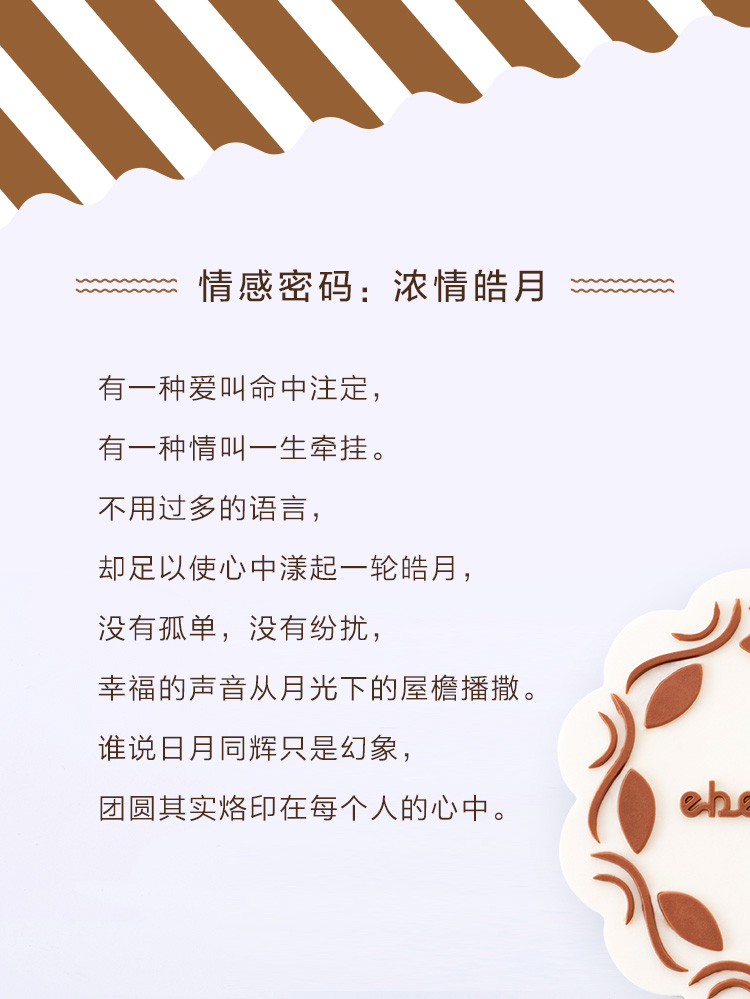 情感密码：浓情皓月
有一种爱叫命中注定，
有一种情叫一生牵挂。
不用过多的语言，
却足以使心中漾起一轮皓月，
没有孤单，没有纷扰，
幸福的声音从月光下的屋檐播撒。
谁说日月同辉只是幻象，
团圆其实烙印在每个人的心中。